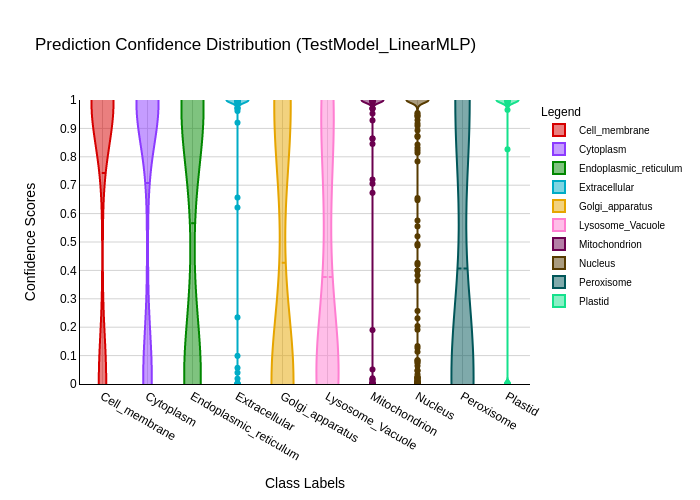 Prediction Confidence Distribution (TestModel_LinearMLP)
Legend
Cell_membrane
Cytoplasm
Endoplasmic_reticulum
Extracellular
Golgi_apparatus
Lysosome_Vacuole
Mitochondrion
Nucleus
Peroxisome
Plastid
Confidence Scores
1
0.9
0.8
0.7
0.6
0.5
0.4
0.3
0.2
0.1
0
Cell_membrane
Cytoplasm
Endoplasmic_reticulum
Extracellular
Golgi_apparatus
Lysosome_Vacuole
Mitochondrion
Nucleus
Peroxisome
Plastid
Class Labels